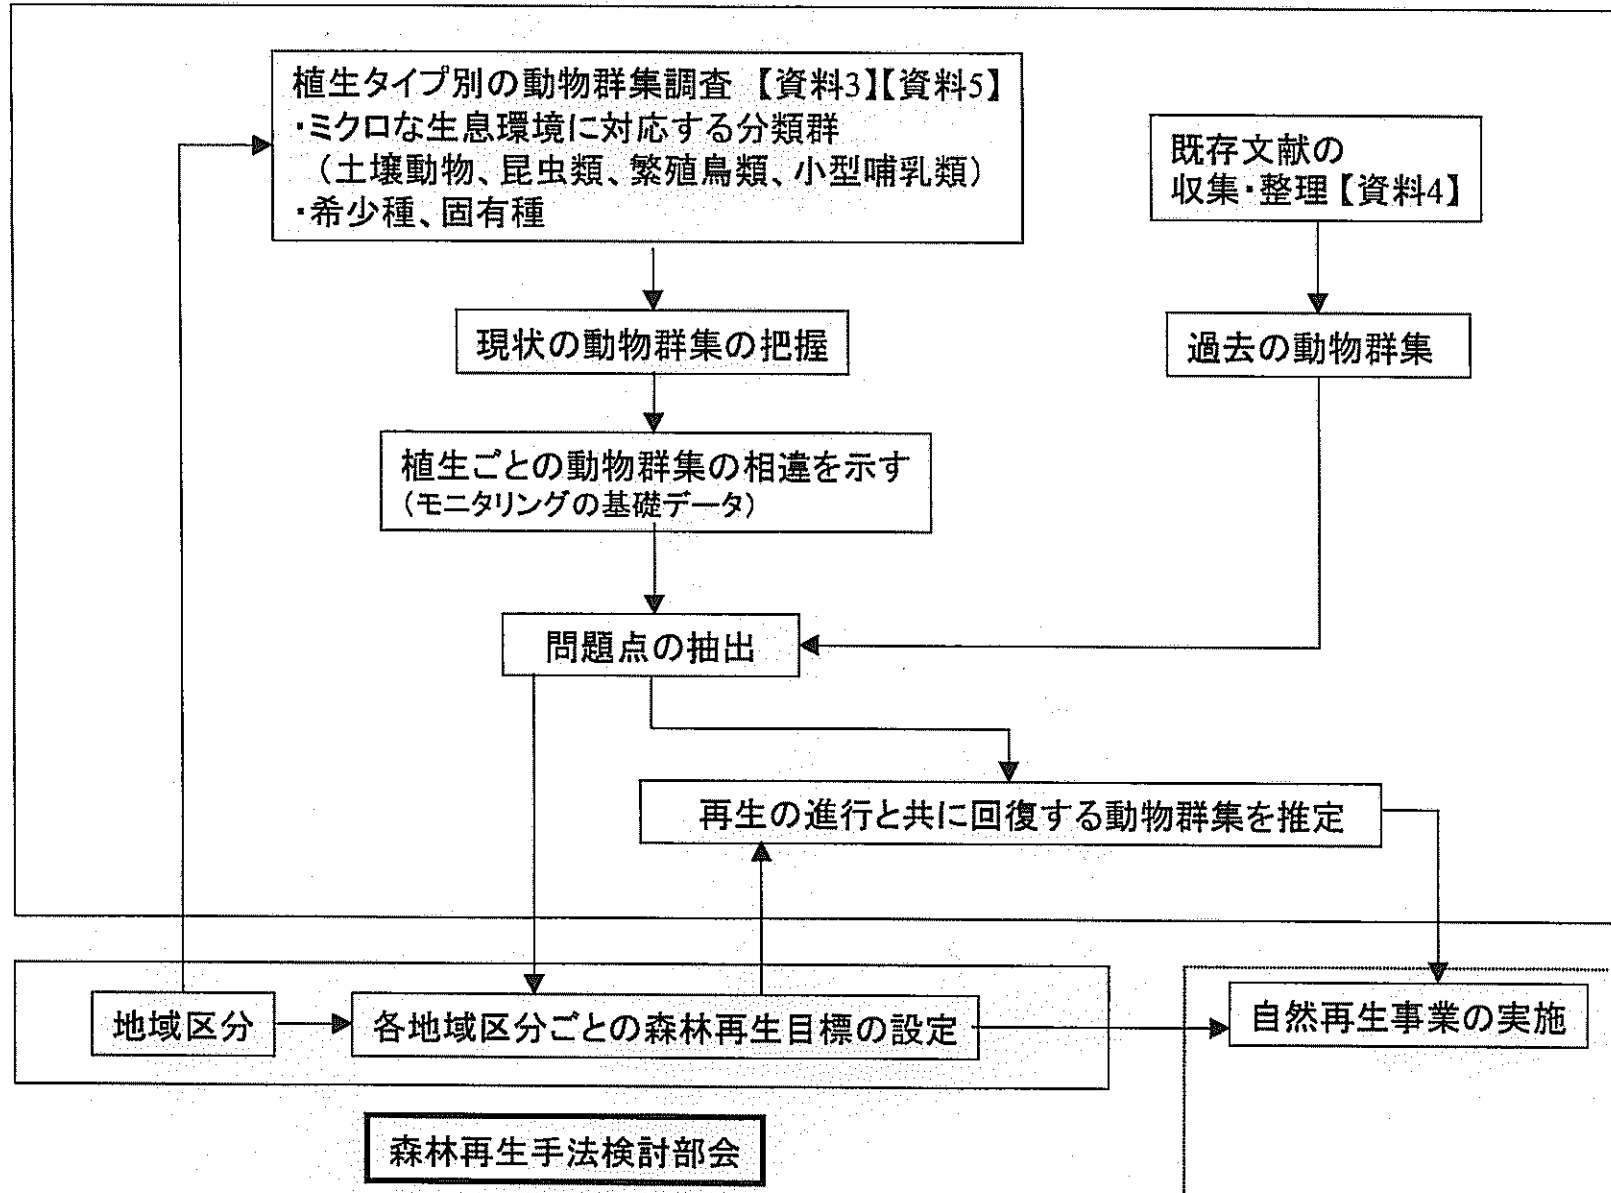 植生タイプ別の動物群集調査 【資料3】【資料5】
・ミクロな生息環境に対応する分類群
（土壌動物、昆虫類、繁殖鳥類、小型哺乳類）
・希少種、固有種
既存文献の
収集・整理【資料4】
現状の動物群集の把握
過去の動物群集
植生ごとの動物群集の相違を示す
（モニタリングの基礎データ）
問題点の抽出
再生の進行と共に回復する動物群集を推定
地域区分
各地域区分ごとの森林再生目標の設定
自然再生事業の実施
森林再生手法検討部会